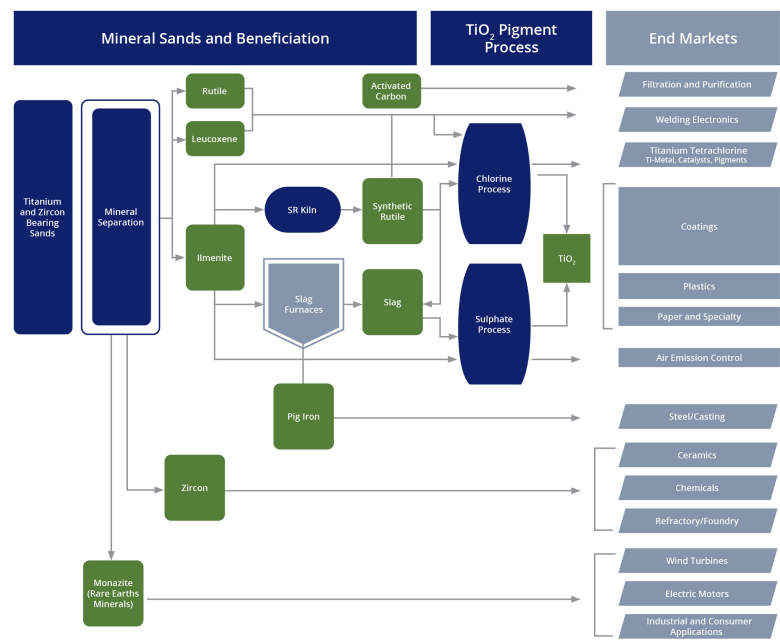 Mineral Sands and Beneficiation
TiO₂ Pigment
Process
End Markets
Titanium
and Zircon
Bearing
Sands
Mineral
Separation
Rutile
Leucoxene
Ilmenite
Activated
Carbon
SR Kiln
Synthetic
Rutile
Slag
Furnaces
Slag
Pig Iron
Zircon
Monazite
(Rare Earths
Minerals)
Chlorine
Process
Sulphate
Process
TiO₂
Filtration and Purification
Welding Electronics
Titanium Tetrachlorine
Ti-Metal, Catalysts, Pigments
Coatings
Plastics
Paper and Specialty
Air Emission Control
Steel/Casting
Ceramics
Chemicals
Refractory/Foundry
Wind Turbines
Electric Motors
Industrial and Consumer
Applications